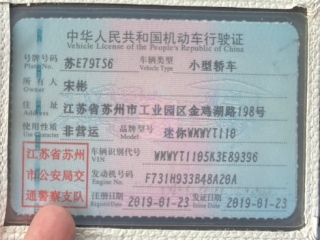 中华人民共和国机动车行驶证
Vehicle License of the People's Republic of China
号牌号码 苏E79T56 车辆类型 小型轿车
Plate No. Vehicle Type
所有人 宋彬
Owner
住址 江苏省苏州市工业园区金鸡湖路198号
Address
使用性质 非营运 品牌型号 迷你WMWYT110
Use Character Model
江苏省苏州 车辆识别代号 WMWYT1105K3E89396
市公安局交 VIN
通警察支队 发动机号码 F731H933B48A20A
Engine No.
注册日期 2019-01-23 发证日期 2019-01-23
Register Date Issue Date